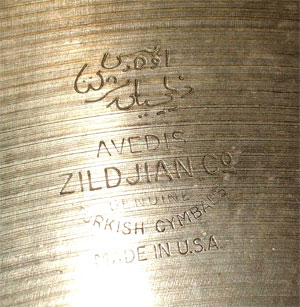 AVEDIS
ZILDJIAN CO
GENUINE
TURKISH CYMBALS
MADE IN U.S.A.